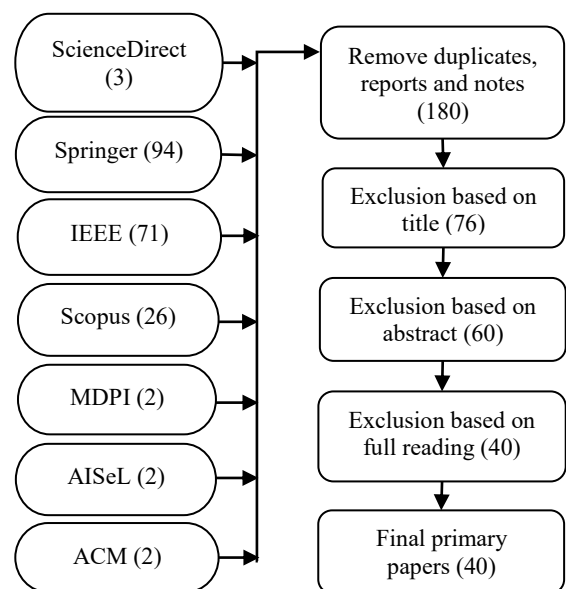 ScienceDirect
(3)
Springer (94)
IEEE (71)
Scopus (26)
MDPI (2)
AISeL (2)
ACM (2)
Remove duplicates,
reports and notes
(180)
Exclusion based on
title (76)
Exclusion based on
abstract (60)
Exclusion based on
full reading (40)
Final primary
papers (40)